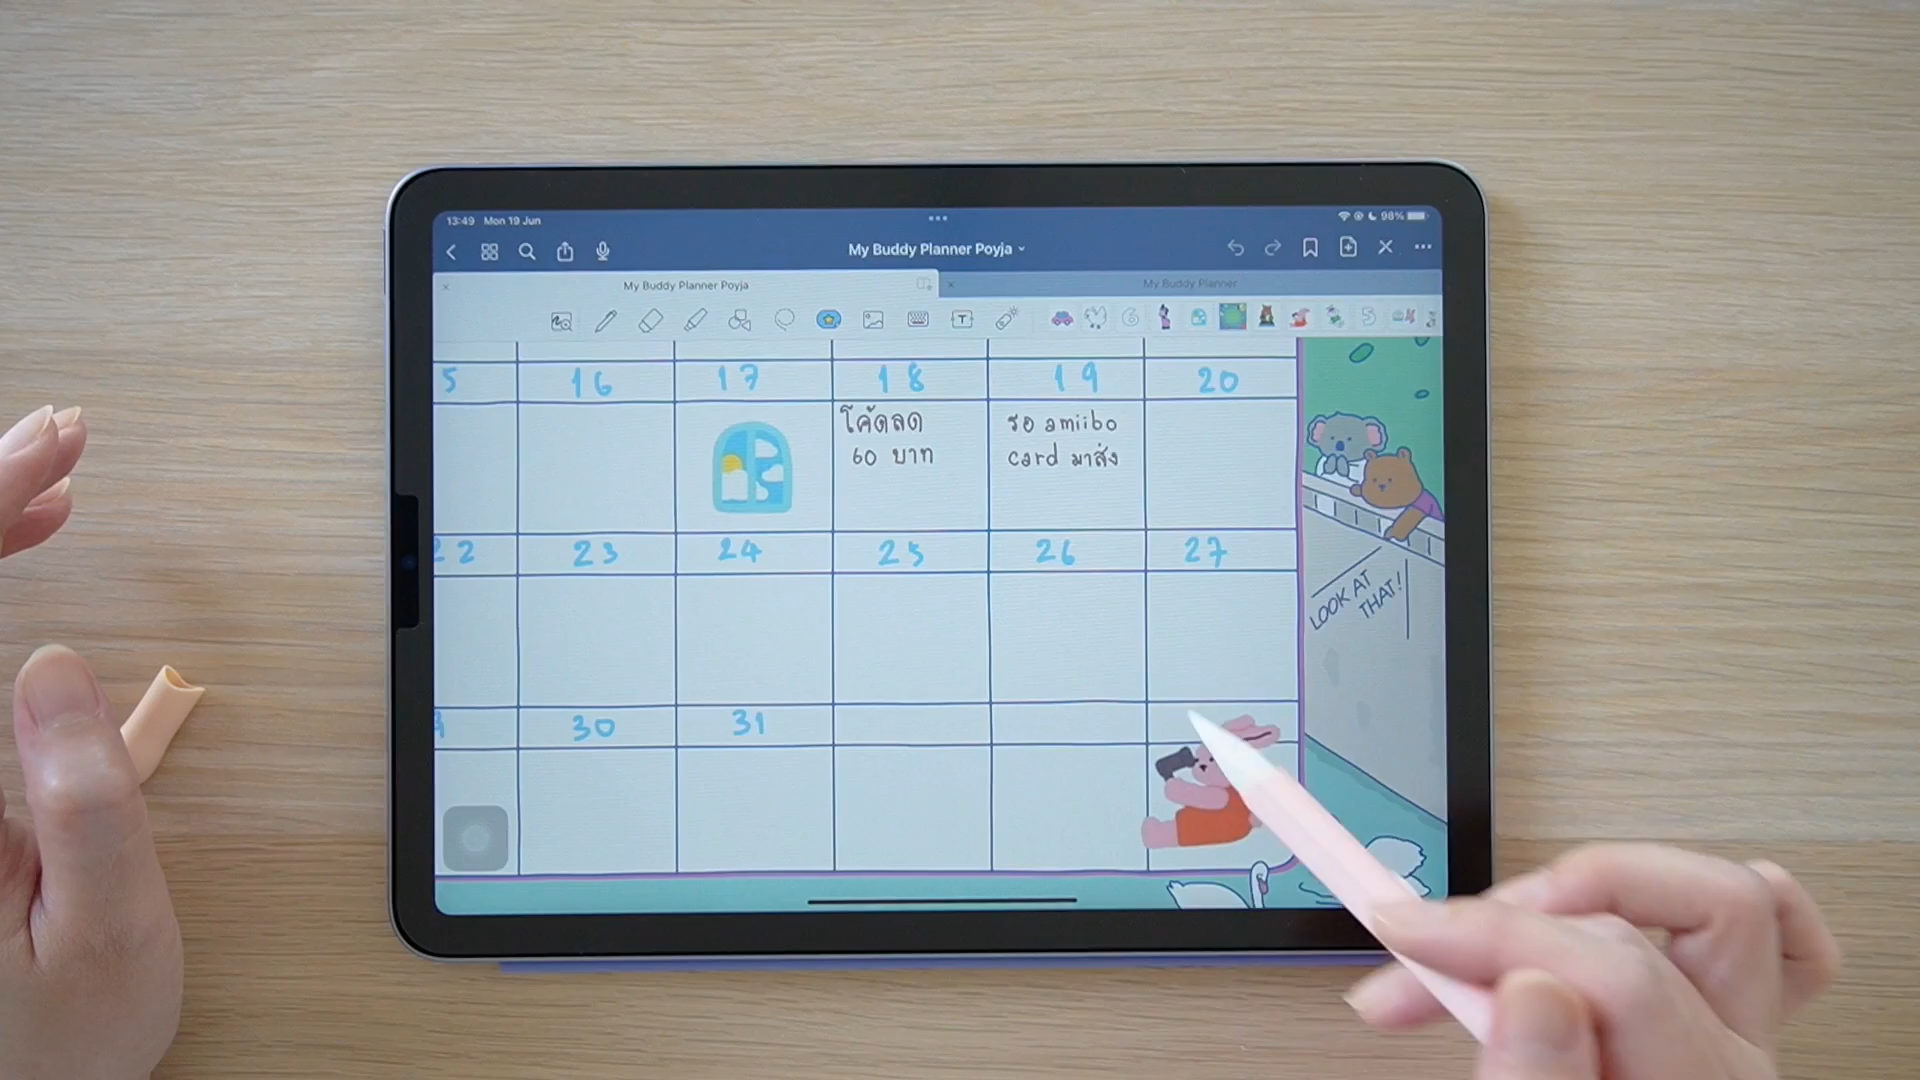 13:49 Mon 19 Jun
98%
My Buddy Planner Poyja
My Buddy Planner Poyja
My Buddy Planner
5 16 17 18 19 20
โค้ดลด
60 บาท
รอ amiibo
card มาส่ง
22 23 24 25 26 27
LOOK AT
THAT!
30 31